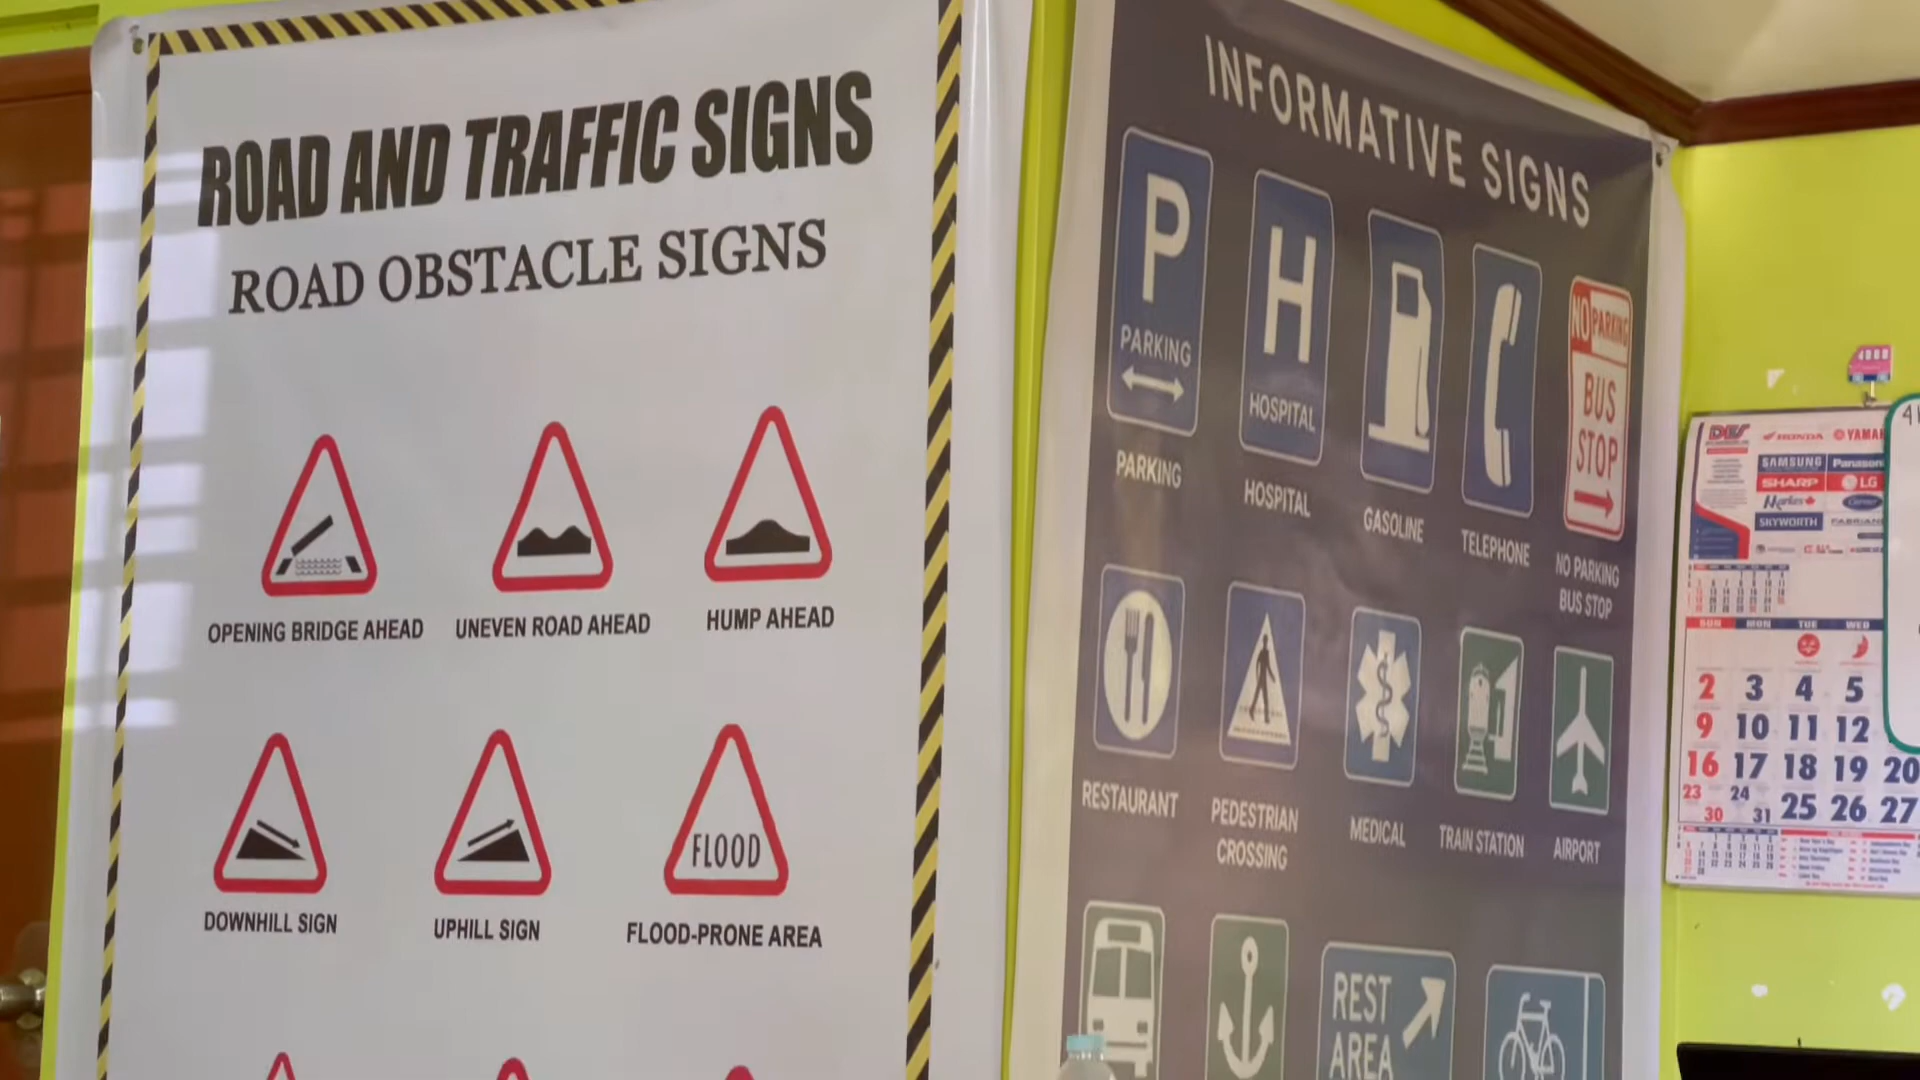 ROAD AND TRAFFIC SIGNS
ROAD OBSTACLE SIGNS
OPENING BRIDGE AHEAD
UNEVEN ROAD AHEAD
HUMP AHEAD
FLOOD
DOWNHILL SIGN
UPHILL SIGN
FLOOD-PRONE AREA
INFORMATIVE SIGNS
P
PARKING
H
HOSPITAL
NO PARKING
BUS
STOP
PARKING
HOSPITAL
GASOLINE
TELEPHONE
NO PARKING
BUS STOP
RESTAURANT
PEDESTRIAN
CROSSING
MEDICAL
TRAIN STATION
AIRPORT
REST
AREA
4BBB
DES
HONDA
SAMSUNG
SHARP
LG
SKYWORTH
SUN MON TUE WED
2 3 4 5
9 10 11 12
16 17 18 19 20
23 24 25 26 27
30 31